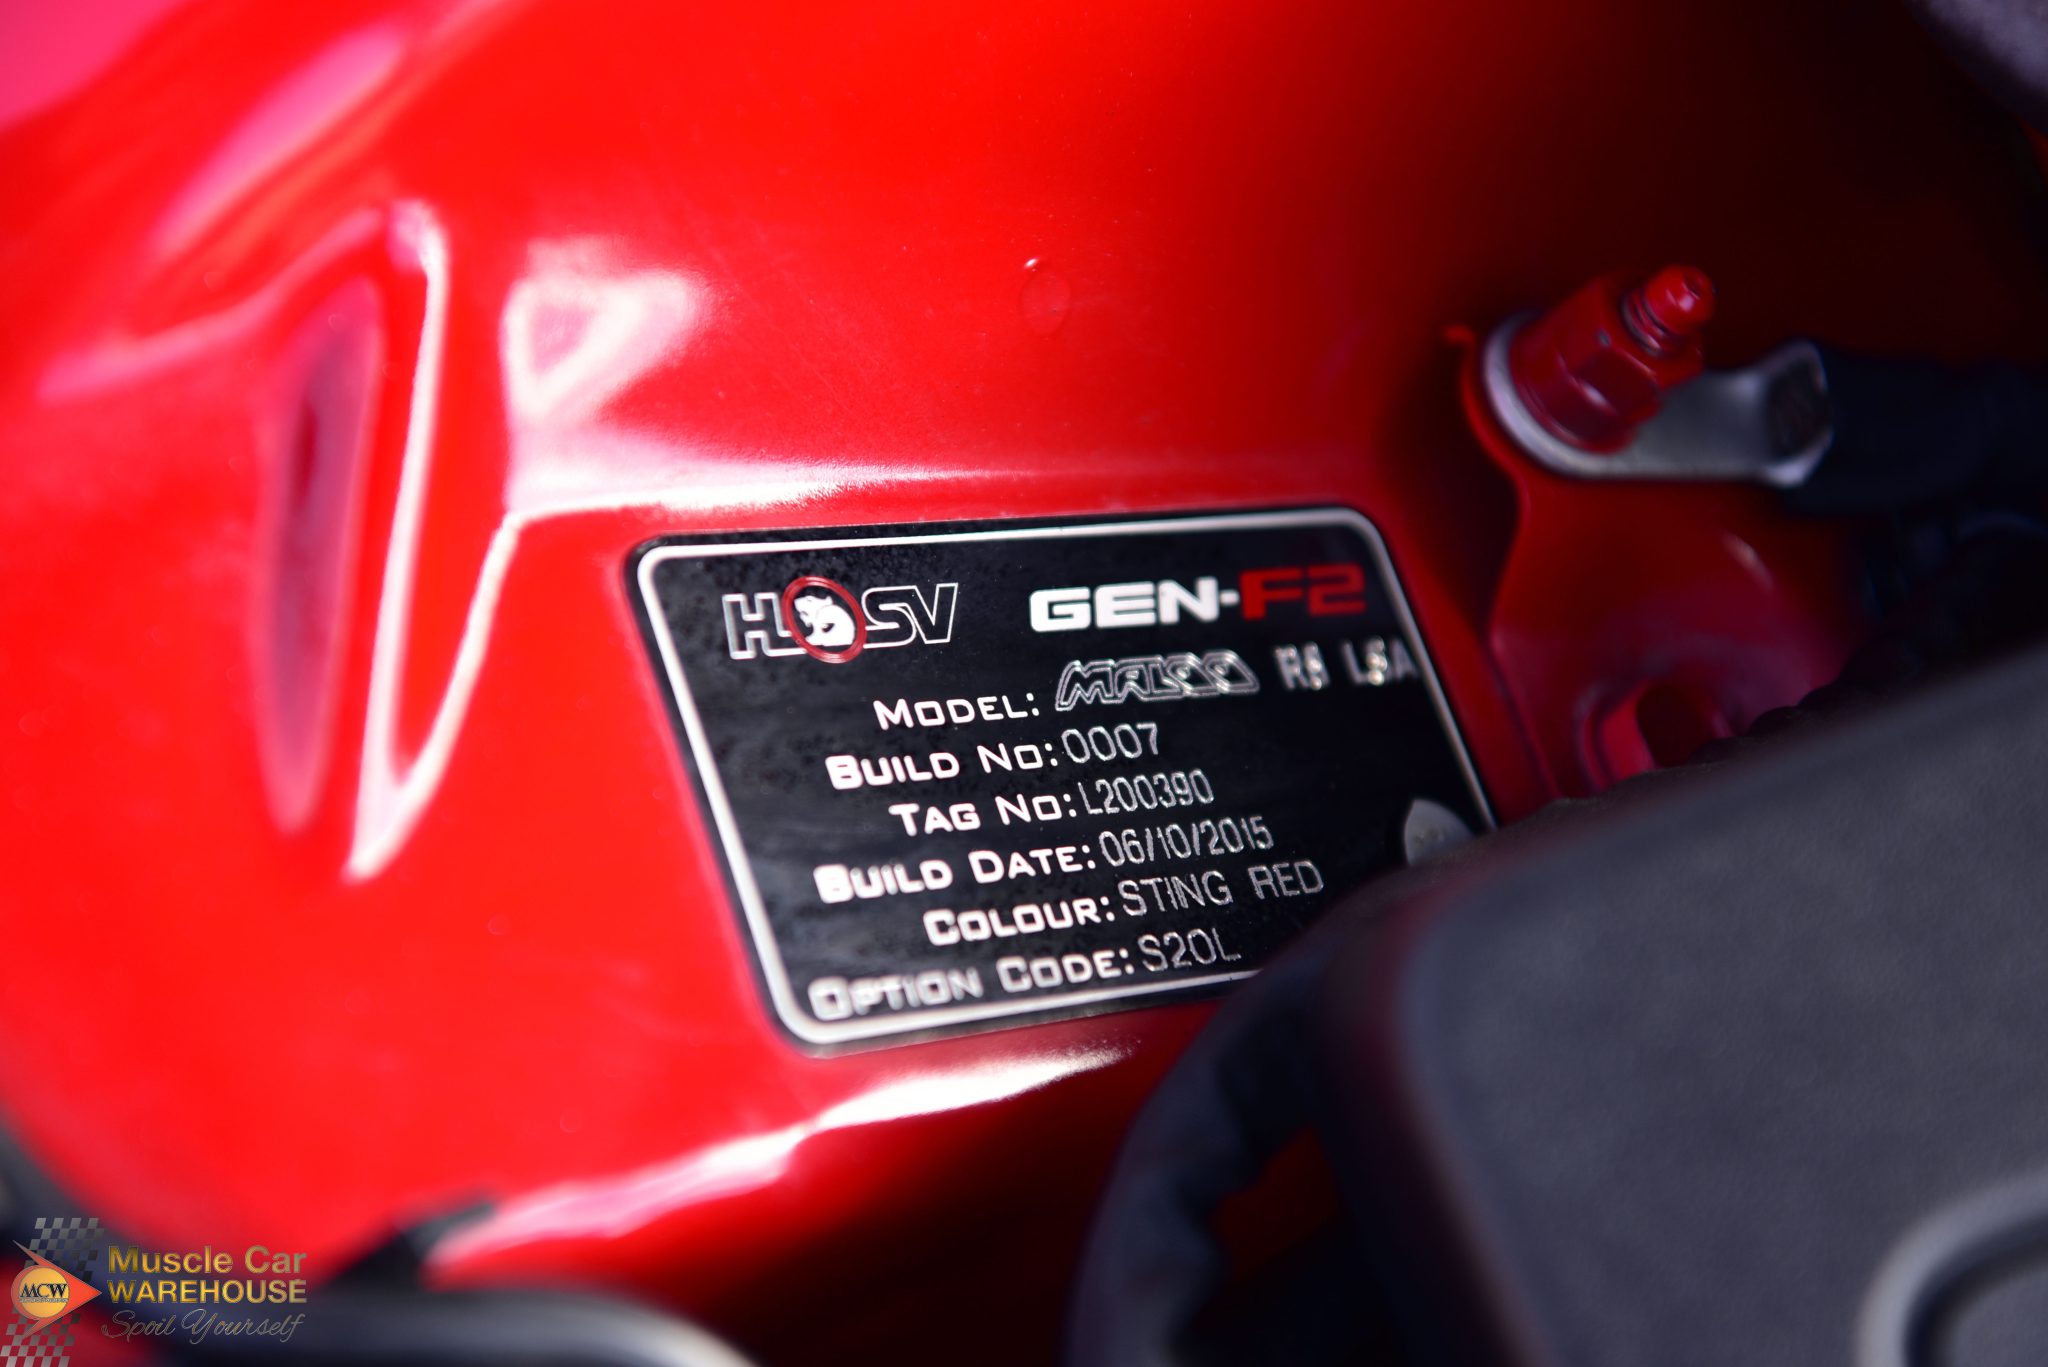 HSV GEN-F2
MODEL: MALOO R8 LSA
BUILD NO: 0007
TAG NO: L200390
BUILD DATE: 06/10/2015
COLOUR: STING RED
OPTION CODE: S20L
MCW
Muscle Car
WAREHOUSE
Spoil Yourself